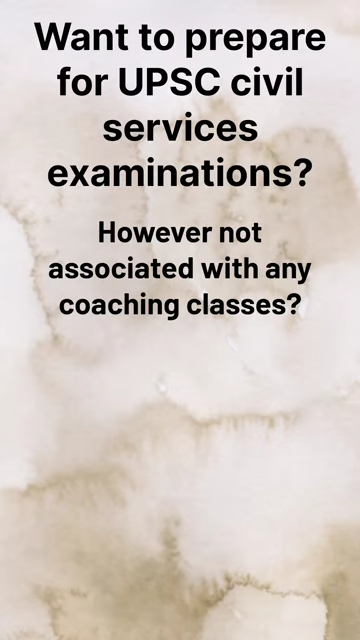 Want to prepare
for UPSC civil
services
examinations?
However not
associated with any
coaching classes?